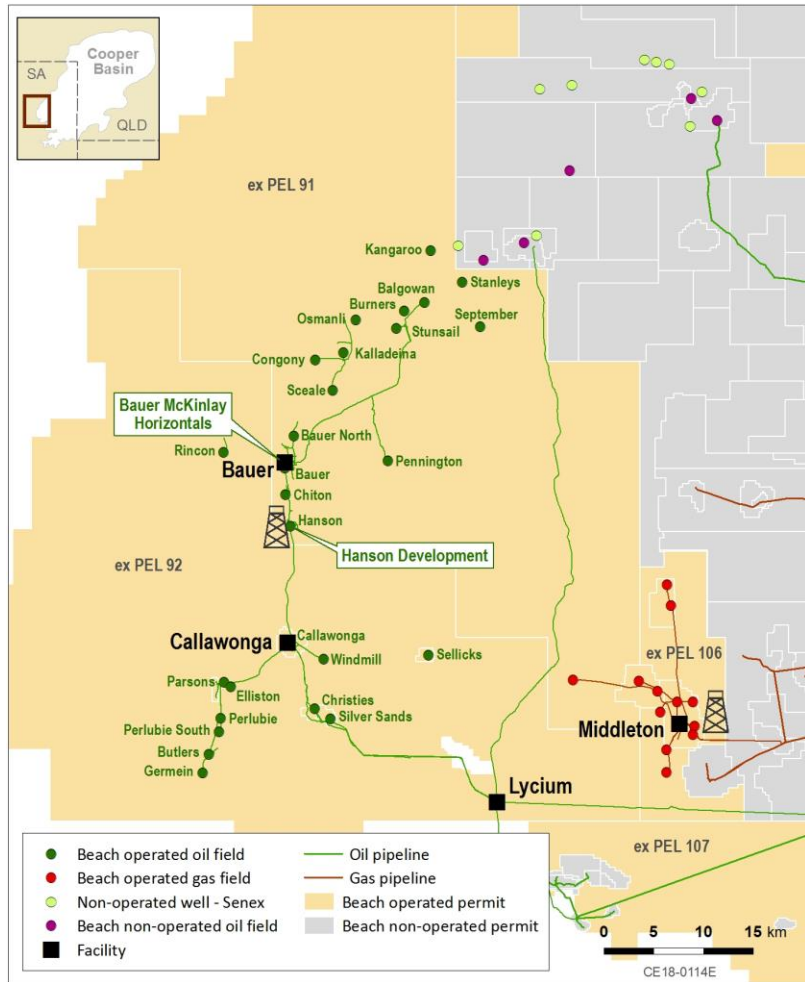 Cooper
Basin
SA
QLD
ex PEL 91
Kangaroo
Stanleys
Balgowan
Burners
Osmanli
September
Stunsail
Kalladeina
Congony
Sceale
Bauer McKinlay
Horizontals
Bauer North
Rincon
Pennington
Bauer
Bauer
Chiton
Hanson
Hanson Development
ex PEL 92
Callawonga
Callawonga
Sellicks
Windmill
ex PEL 106
Parsons
Elliston
Christies
Silver Sands
Perlubie
Middleton
Perlubie South
Butlers
Germein
Lycium
ex PEL 107
Beach operated oil field
Beach operated gas field
Non-operated well - Senex
Beach non-operated oil field
Facility
Oil pipeline
Gas pipeline
Beach operated permit
Beach non-operated permit
0 5 10 15 km
CE18-0114E